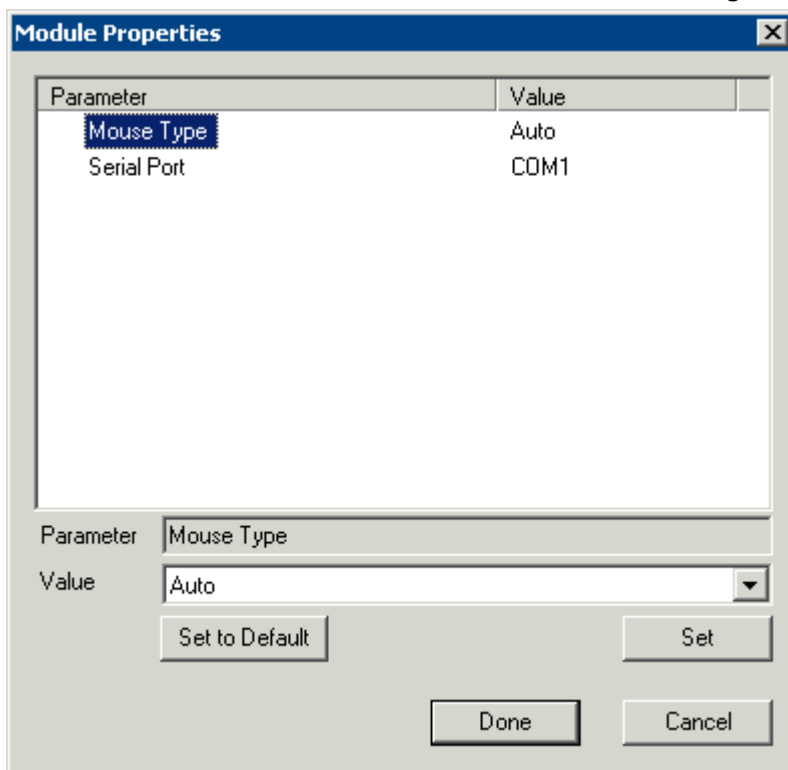 Module Properties
Parameter Value
Mouse Type Auto
Serial Port COM1
Parameter Mouse Type
Value Auto
Set to Default Set
Done Cancel